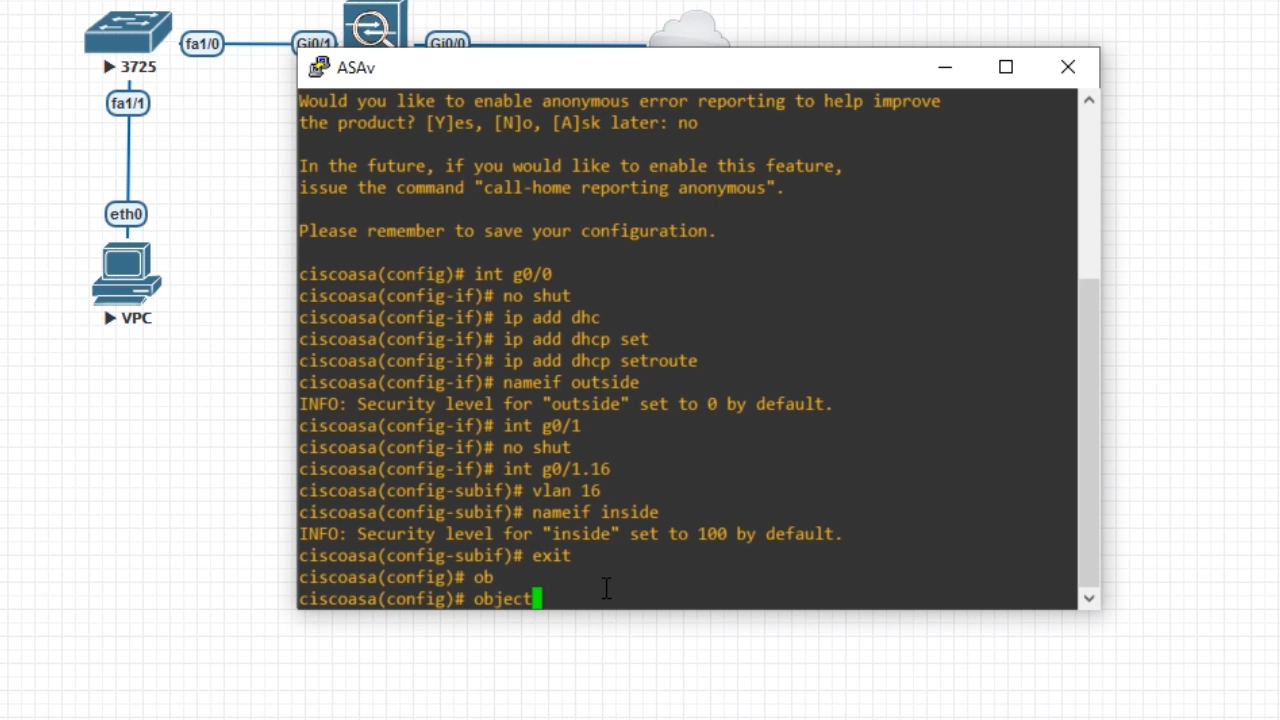 fa1/0
Gi0/1
Gi0/0
3725
fa1/1
eth0
VPC
ASAv
Would you like to enable anonymous error reporting to help improve
the product? [Y]es, [N]o, [A]sk later: no
In the future, if you would like to enable this feature,
issue the command "call-home reporting anonymous".
Please remember to save your configuration.
ciscoasa(config)# int g0/0
ciscoasa(config-if)# no shut
ciscoasa(config-if)# ip add dhc
ciscoasa(config-if)# ip add dhcp set
ciscoasa(config-if)# ip add dhcp setroute
ciscoasa(config-if)# nameif outside
INFO: Security level for "outside" set to 0 by default.
ciscoasa(config-if)# int g0/1
ciscoasa(config-if)# no shut
ciscoasa(config-if)# int g0/1.16
ciscoasa(config-subif)# vlan 16
ciscoasa(config-subif)# nameif inside
INFO: Security level for "inside" set to 100 by default.
ciscoasa(config-subif)# exit
ciscoasa(config)# ob
ciscoasa(config)# object